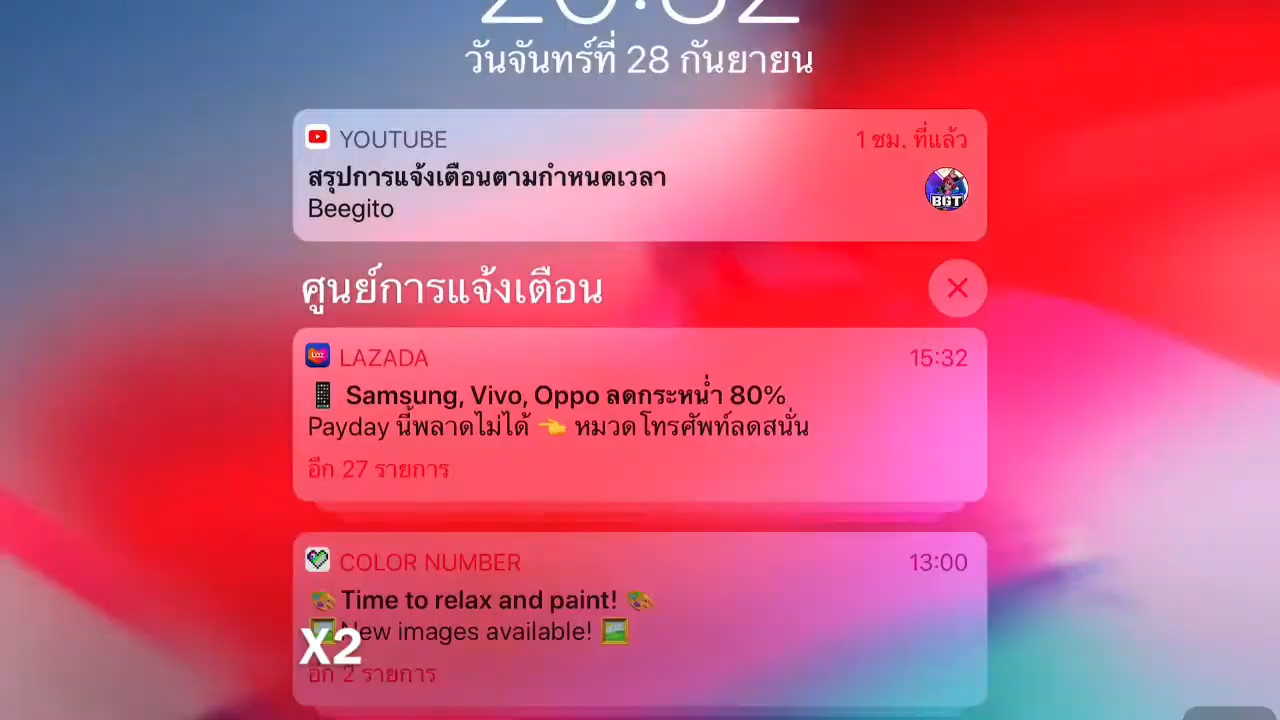 วันจันทร์ที่ 28 กันยายน
YOUTUBE
1 ชม. ที่แล้ว
สรุปการแจ้งเตือนตามกำหนดเวลา
Beegito
BGT
ศูนย์การแจ้งเตือน
LAZADA
15:32
Samsung, Vivo, Oppo ลดกระหน่ำ 80%
Payday นี้พลาดไม่ได้ 👈 หมวดโทรศัพท์ลดสนั่น
อีก 27 รายการ
COLOR NUMBER
13:00
Time to relax and paint!
New images available!
X2
อีก 2 รายการ